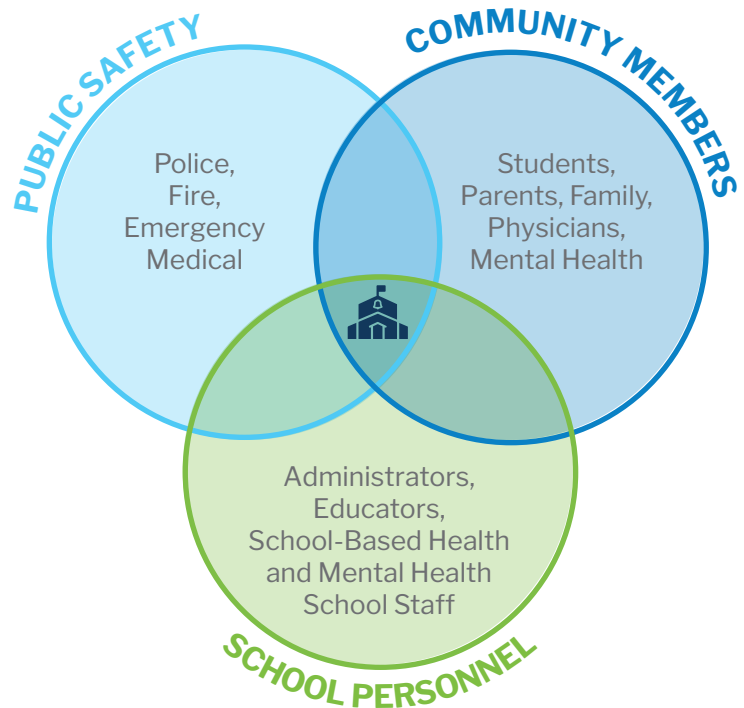 PUBLIC SAFETY
Police,
Fire,
Emergency
Medical
COMMUNITY MEMBERS
Students,
Parents, Family,
Physicians,
Mental Health
Administrators,
Educators,
School-Based Health
and Mental Health
School Staff
SCHOOL PERSONNEL